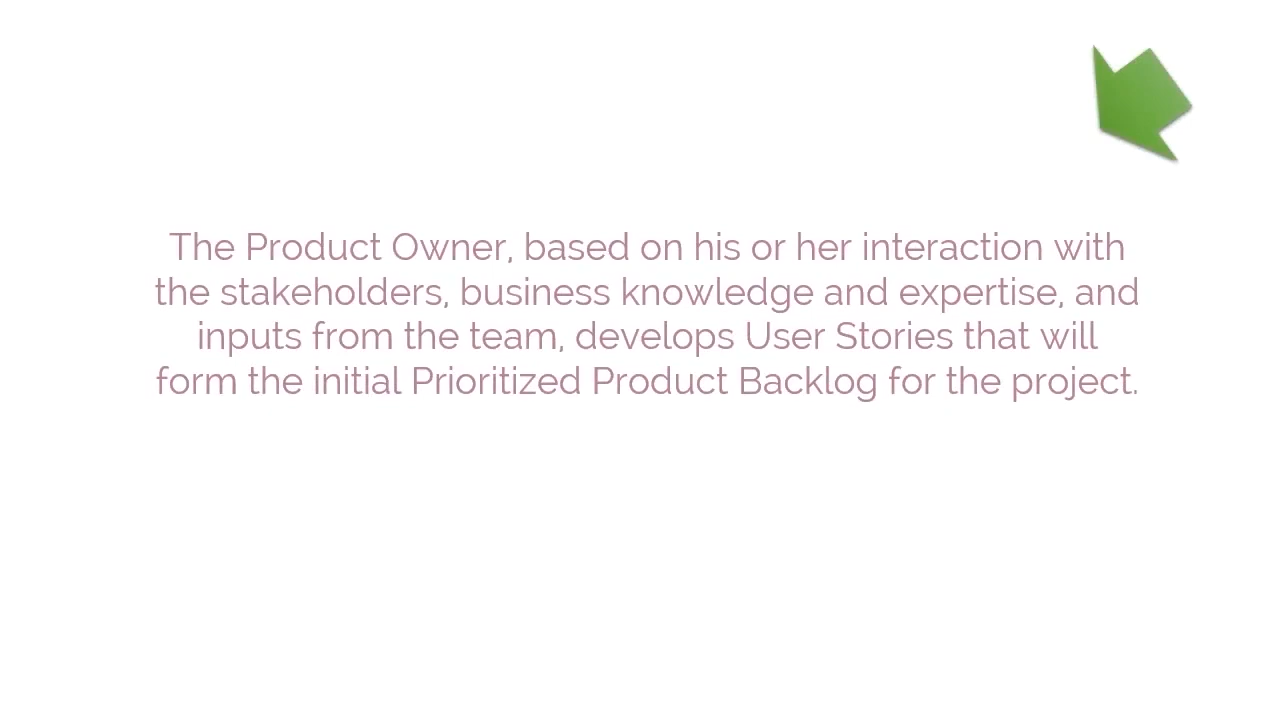 The Product Owner, based on his or her interaction with
the stakeholders, business knowledge and expertise, and
inputs from the team, develops User Stories that will
form the initial Prioritized Product Backlog for the project.